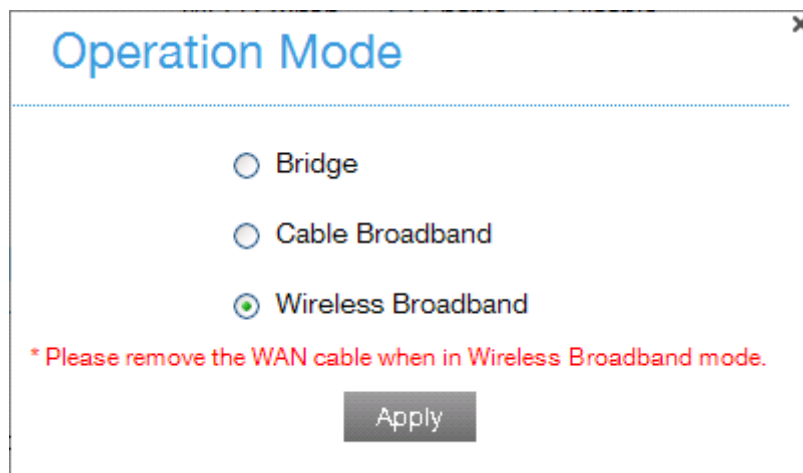 Operation Mode
Bridge
Cable Broadband
Wireless Broadband
* Please remove the WAN cable when in Wireless Broadband mode.
Apply